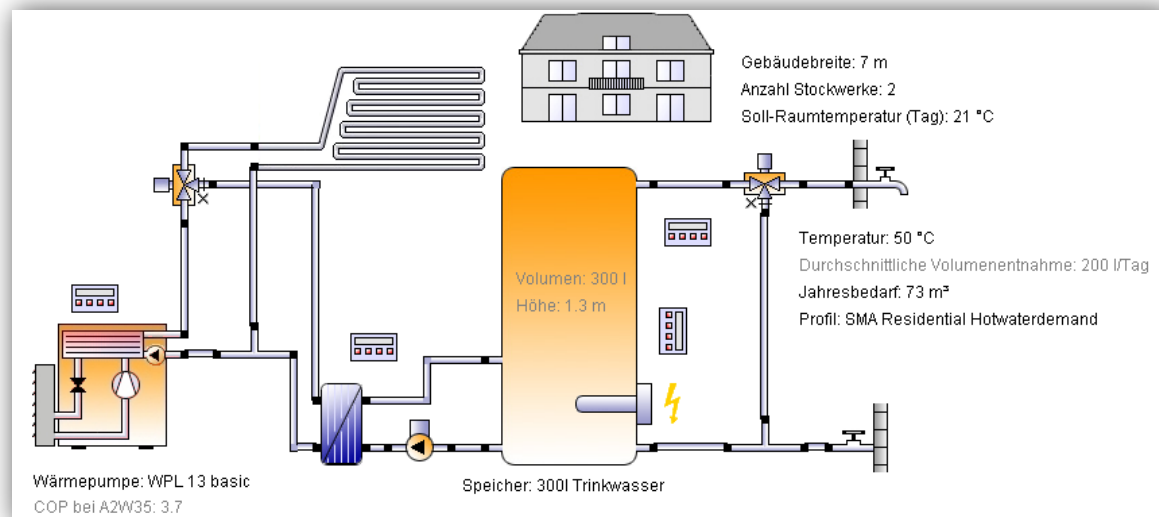 Gebäudebreite: 7 m
Anzahl Stockwerke: 2
Soll-Raumtemperatur (Tag): 21 °C
Volumen: 300 l
Höhe: 1.3 m
Temperatur: 50 °C
Durchschnittliche Volumenentnahme: 200 l/Tag
Jahresbedarf: 73 m³
Profil: SMA Residential Hotwaterdemand
Wärmepumpe: WPL 13 basic
COP bei A2W35: 3.7
Speicher: 300l Trinkwasser